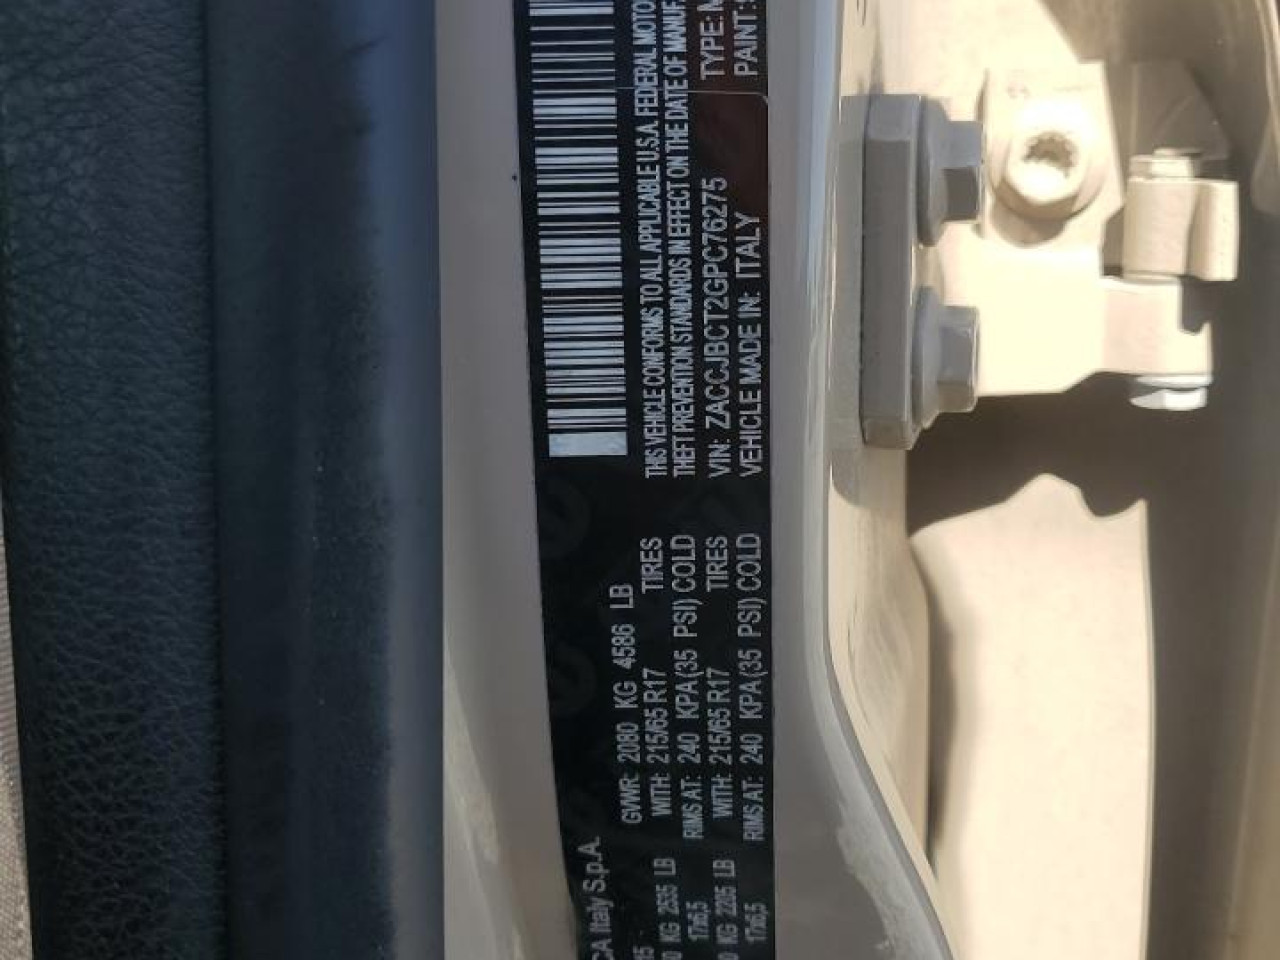 CA Italy S.p.A.
GVWR: 2080 KG 4586 LB
KG 2535 LB WITH: 215/65 R17 TIRES
17x6,5 RIMS AT: 240 KPA (35 PSI) COLD
KG 2285 LB WITH: 215/65 R17 TIRES
17x6,5 RIMS AT: 240 KPA (35 PSI) COLD
THIS VEHICLE CONFORMS TO ALL APPLICABLE U.S.A. FEDERAL MOTOR
THEFT PREVENTION STANDARDS IN EFFECT ON THE DATE OF MANUF
VIN: ZACCJBCT2GPC76275 TYPE:
VEHICLE MADE IN: ITALY PAINT: